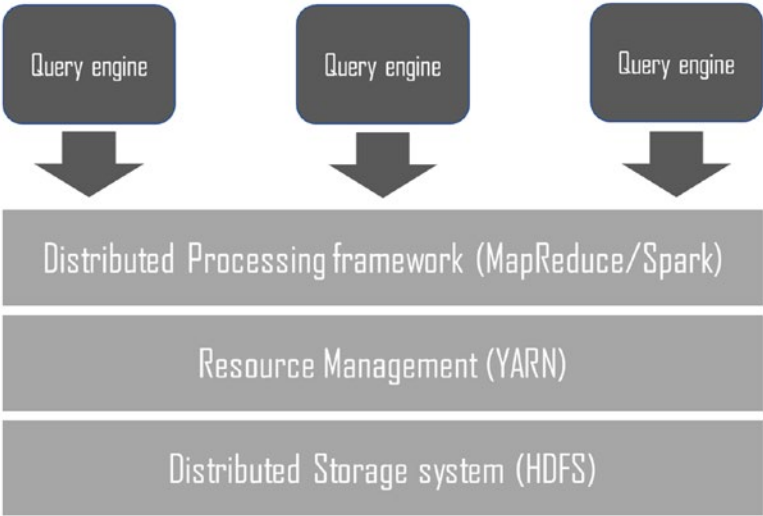 Query engine
Query engine
Query engine
Distributed Processing framework (MapReduce/Spark)
Resource Management (YARN)
Distributed Storage system (HDFS)